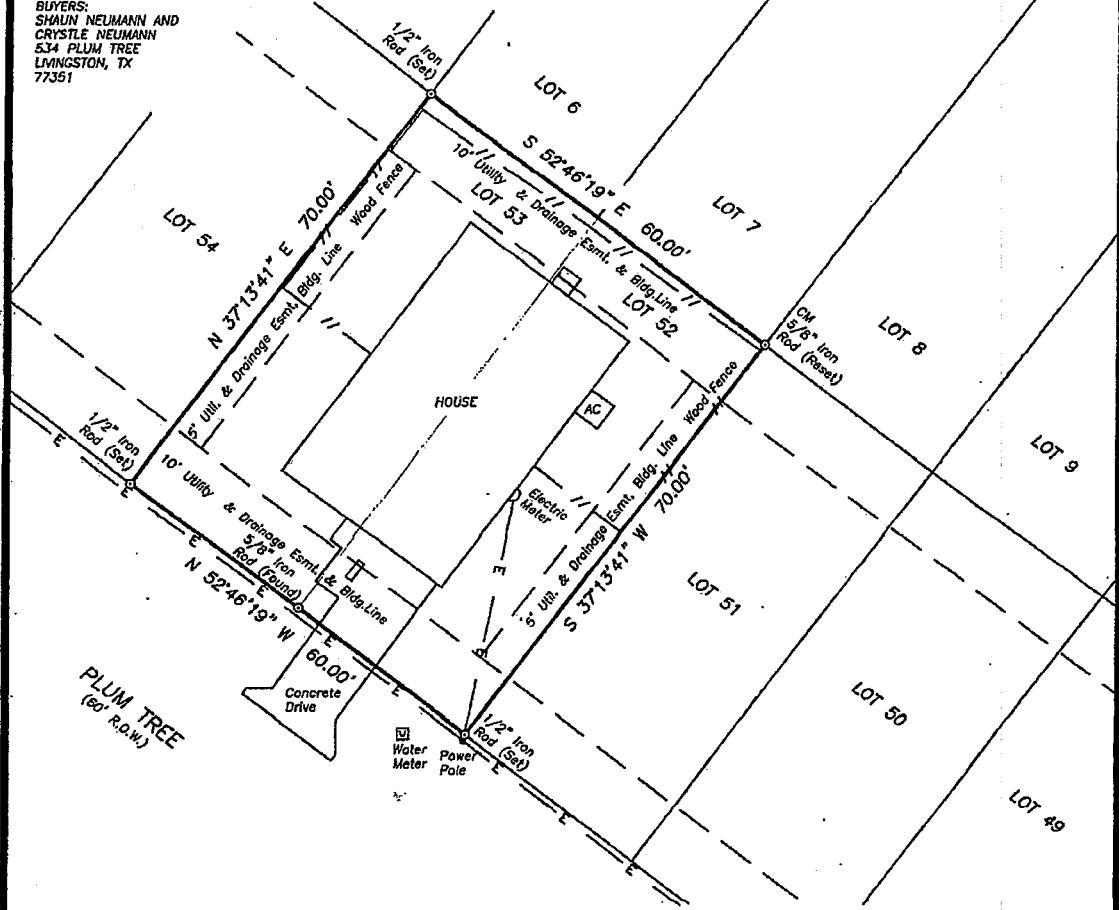 BUYERS:
SHAUN NEUMANN AND
CRYSTLE NEUMANN
534 PLUM TREE
LIVINGSTON, TX
77351
1/2" Iron
Rod (Set)
LOT 6
S 52°46'19" E 60.00'
10' Utility & Drainage Esmt. & Bldg.Line
LOT 53
LOT 7
LOT 54
N 37°13'41" E 70.00'
Wood Fence
5' Util. & Drainage Esmt. Bldg. Line
LOT 52
CM
5/8" Iron
Rod (Reset)
LOT 8
HOUSE
AC
Wood Fence
LOT 9
1/2" Iron
Rod (Set)
E
E
10' Utility & Drainage Esmt. & Bldg.Line
Electric
Meter
5' Util. & Drainage Esmt. Bldg. Line
S 37°13'41" W 70.00'
E
E
E
5/8" Iron
Rod (Found)
E
N 52°46'19" W 60.00'
LOT 51
E
E
PLUM TREE
(60' R.O.W.)
Concrete
Drive
LOT 50
W
Water
Meter
Power
Pole
1/2" Iron
Rod (Set)
E
E
E
LOT 49